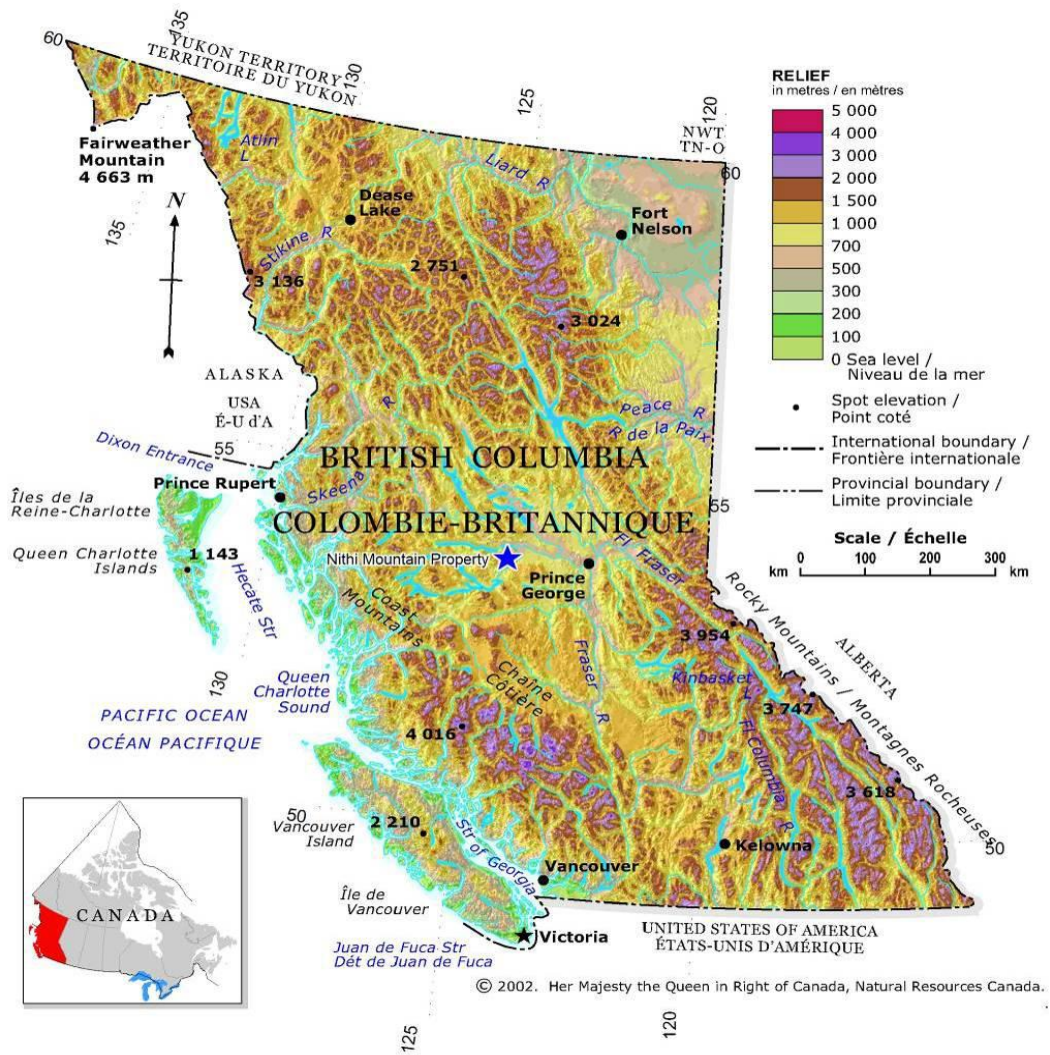 135
60
YUKON TERRITORY
TERRITOIRE DU YUKON
130
125
120
NWT
TN-O
60
RELIEF
in metres / en mètres
5 000
4 000
3 000
2 000
1 500
1 000
700
500
300
200
100
0 Sea level /
Niveau de la mer
Spot elevation /
Point coté
International boundary /
Frontière internationale
Provincial boundary /
Limite provinciale
Scale / Échelle
km 0 100 200 300 km
Fairweather
Mountain
4 663 m
Atlin
L
Liard R
Dease
Lake
Fort
Nelson
N
135
Stikine R
3 136
2 751
3 024
ALASKA
USA
É-U d'A
R
Peace R
R de la Paix
Dixon Entrance
55
BRITISH COLUMBIA
Prince Rupert
Skeena
55
Îles de la
Reine-Charlotte
COLOMBIE-BRITANNIQUE
Queen Charlotte
Islands
1 143
Nithi Mountain Property
Fl Fraser
Prince
George
Hecate Str
Coast
Mountains
Rocky Mountains / Montagnes Rocheuses
3 954
ALBERTA
Fraser
R
Kinbasket
L
130
Queen
Charlotte
Sound
Chaîne
Côtière
3 747
PACIFIC OCEAN
OCÉAN PACIFIQUE
4 016
Fl Columbia
R
3 618
50
Vancouver
Island
2 210
Str of Georgia
Kelowna
50
Vancouver
Île de
Vancouver
CANADA
Victoria
UNITED STATES OF AMERICA
ÉTATS-UNIS D'AMÉRIQUE
Juan de Fuca Str
Dét de Juan de Fuca
© 2002. Her Majesty the Queen in Right of Canada, Natural Resources Canada.
125
120